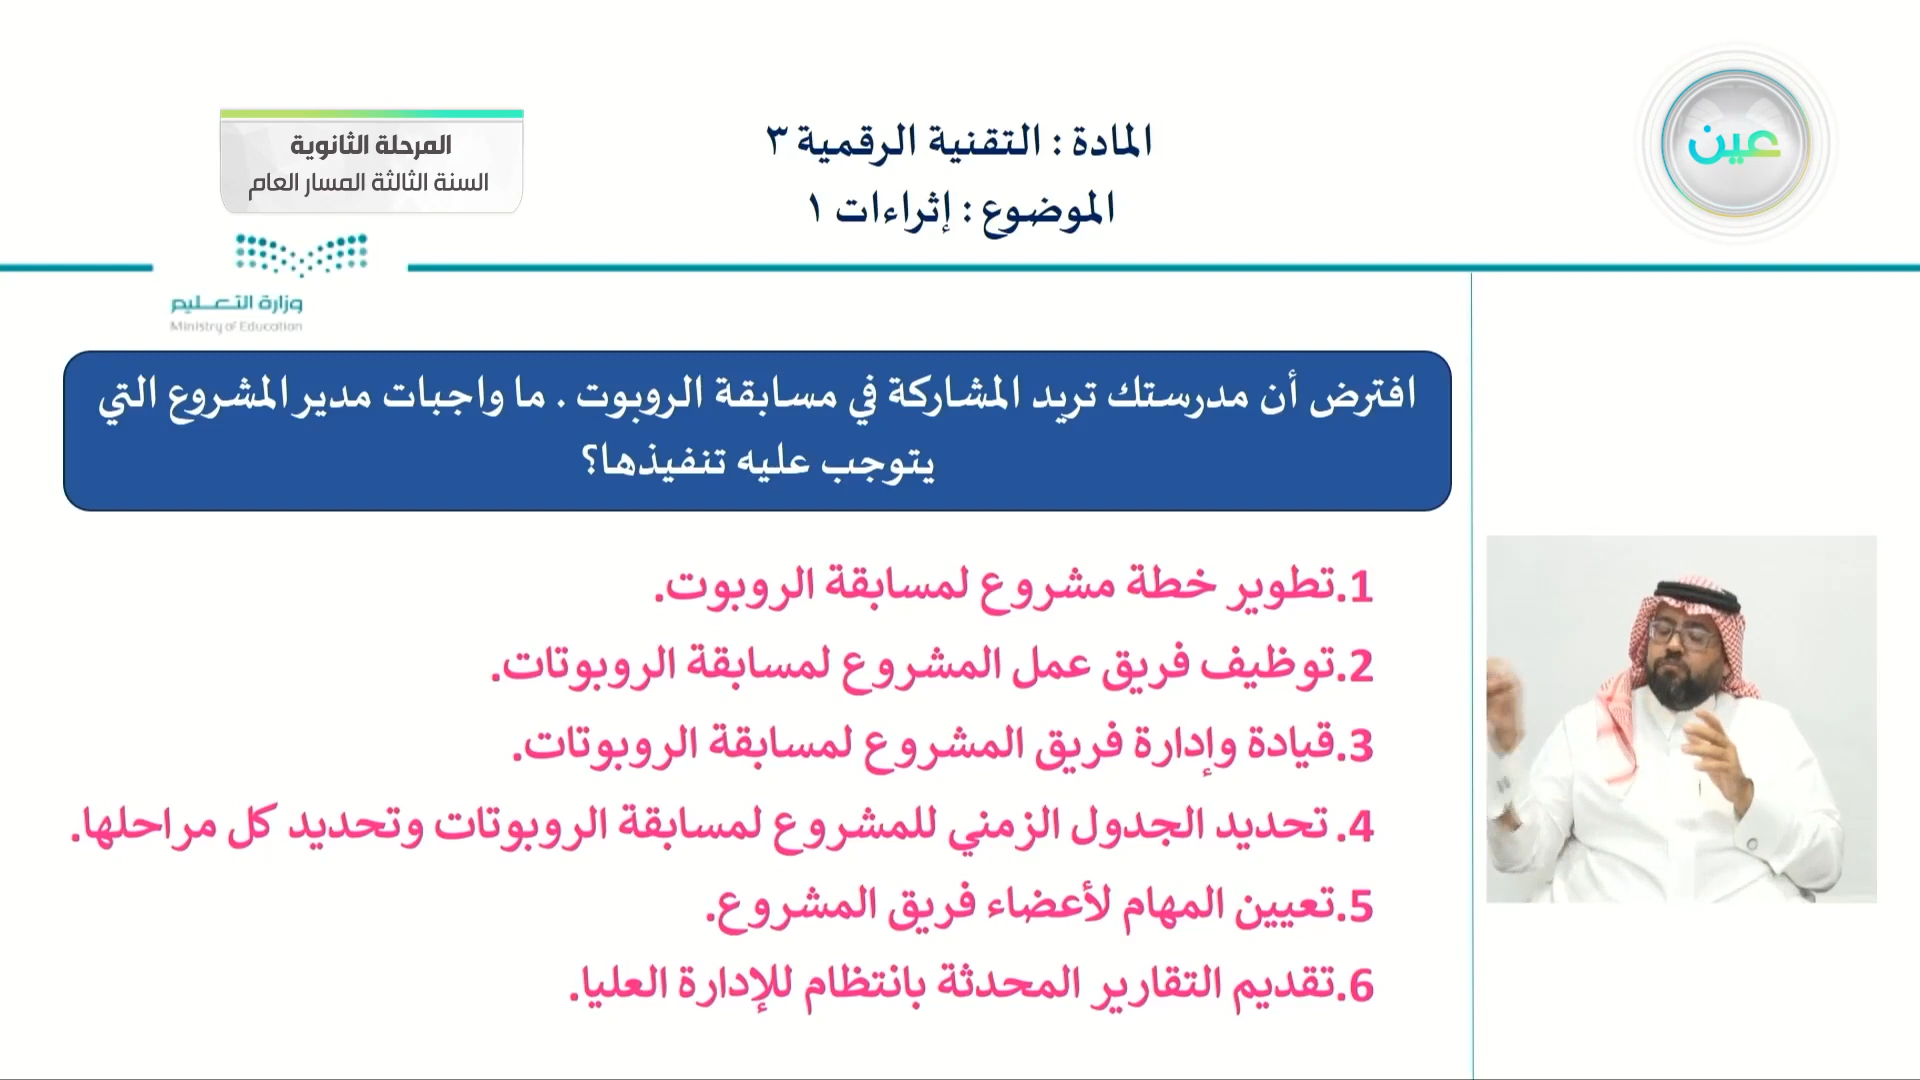 المادة : التقنية الرقمية ٣
الموضوع : إثراءات ١
عين
المرحلة الثانوية
السنة الثالثة المسار العام
وزارة التعـــليم
Ministry of Education
افترض أن مدرستك تريد المشاركة في مسابقة الروبوت . ما واجبات مدير المشروع التي
يتوجب عليه تنفيذها؟
1.تطوير خطة مشروع لمسابقة الروبوت.
2.توظيف فريق عمل المشروع لمسابقة الروبوتات.
3.قيادة وإدارة فريق المشروع لمسابقة الروبوتات.
4. تحديد الجدول الزمني للمشروع لمسابقة الروبوتات وتحديد كل مراحلها.
5.تعيين المهام لأعضاء فريق المشروع.
6.تقديم التقارير المحدثة بانتظام للإدارة العليا.